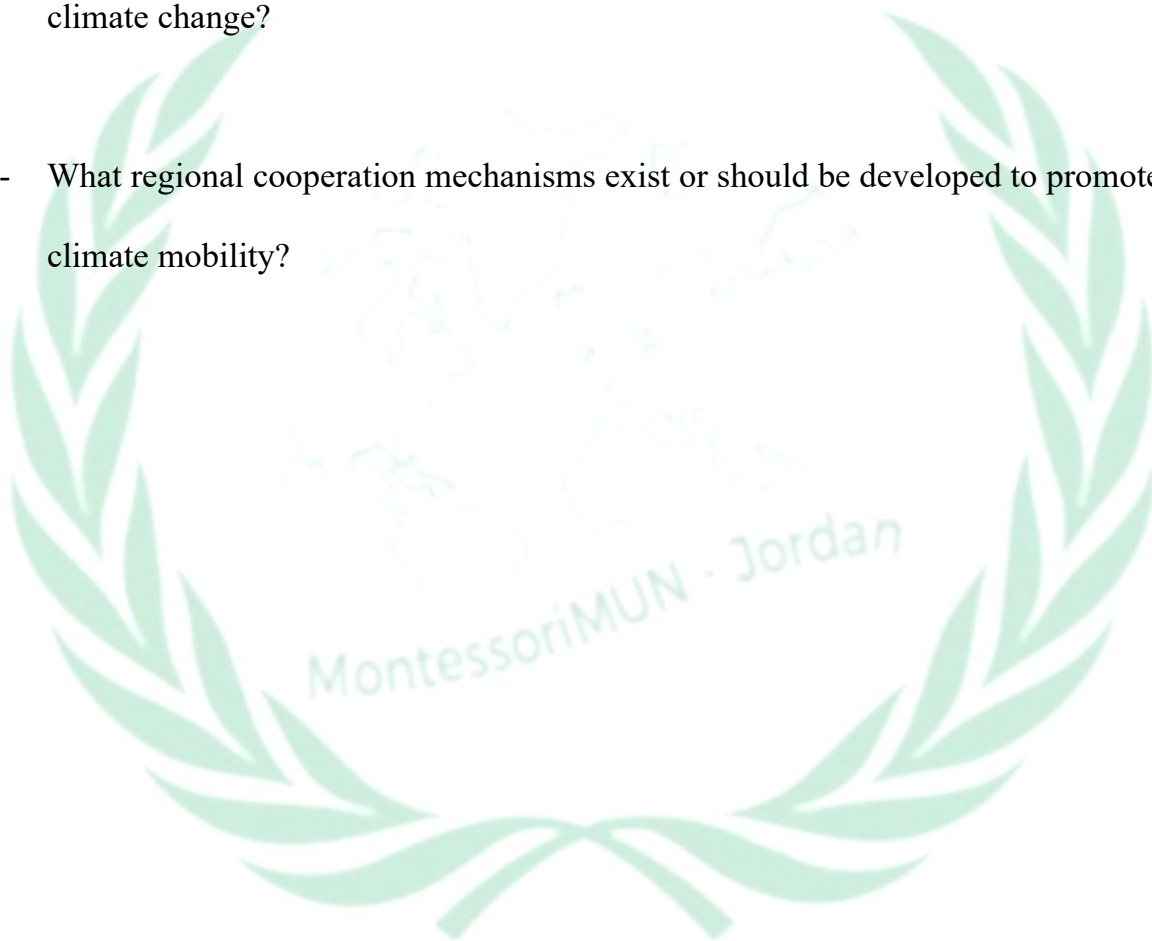 climate change?
- What regional cooperation mechanisms exist or should be developed to promote
climate mobility?
MontessoriMUN - Jordan